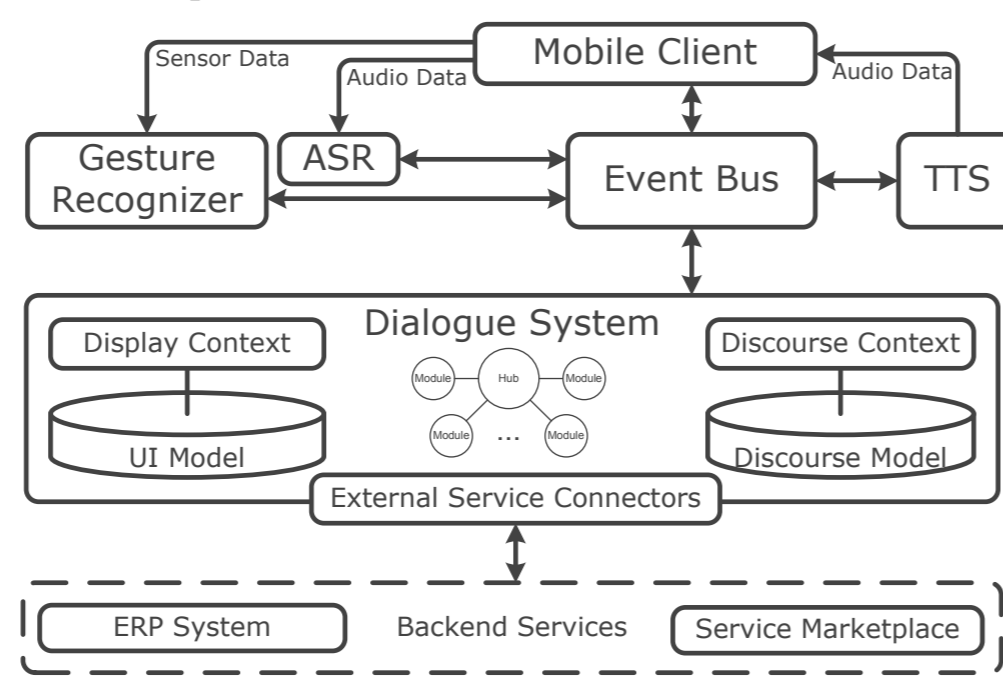 Mobile Client
Sensor Data
Audio Data
Audio Data
Gesture
Recognizer
ASR
Event Bus
TTS
Dialogue System
Display Context
Discourse Context
Module
Hub
Module
Module
...
Module
UI Model
Discourse Model
External Service Connectors
ERP System
Backend Services
Service Marketplace